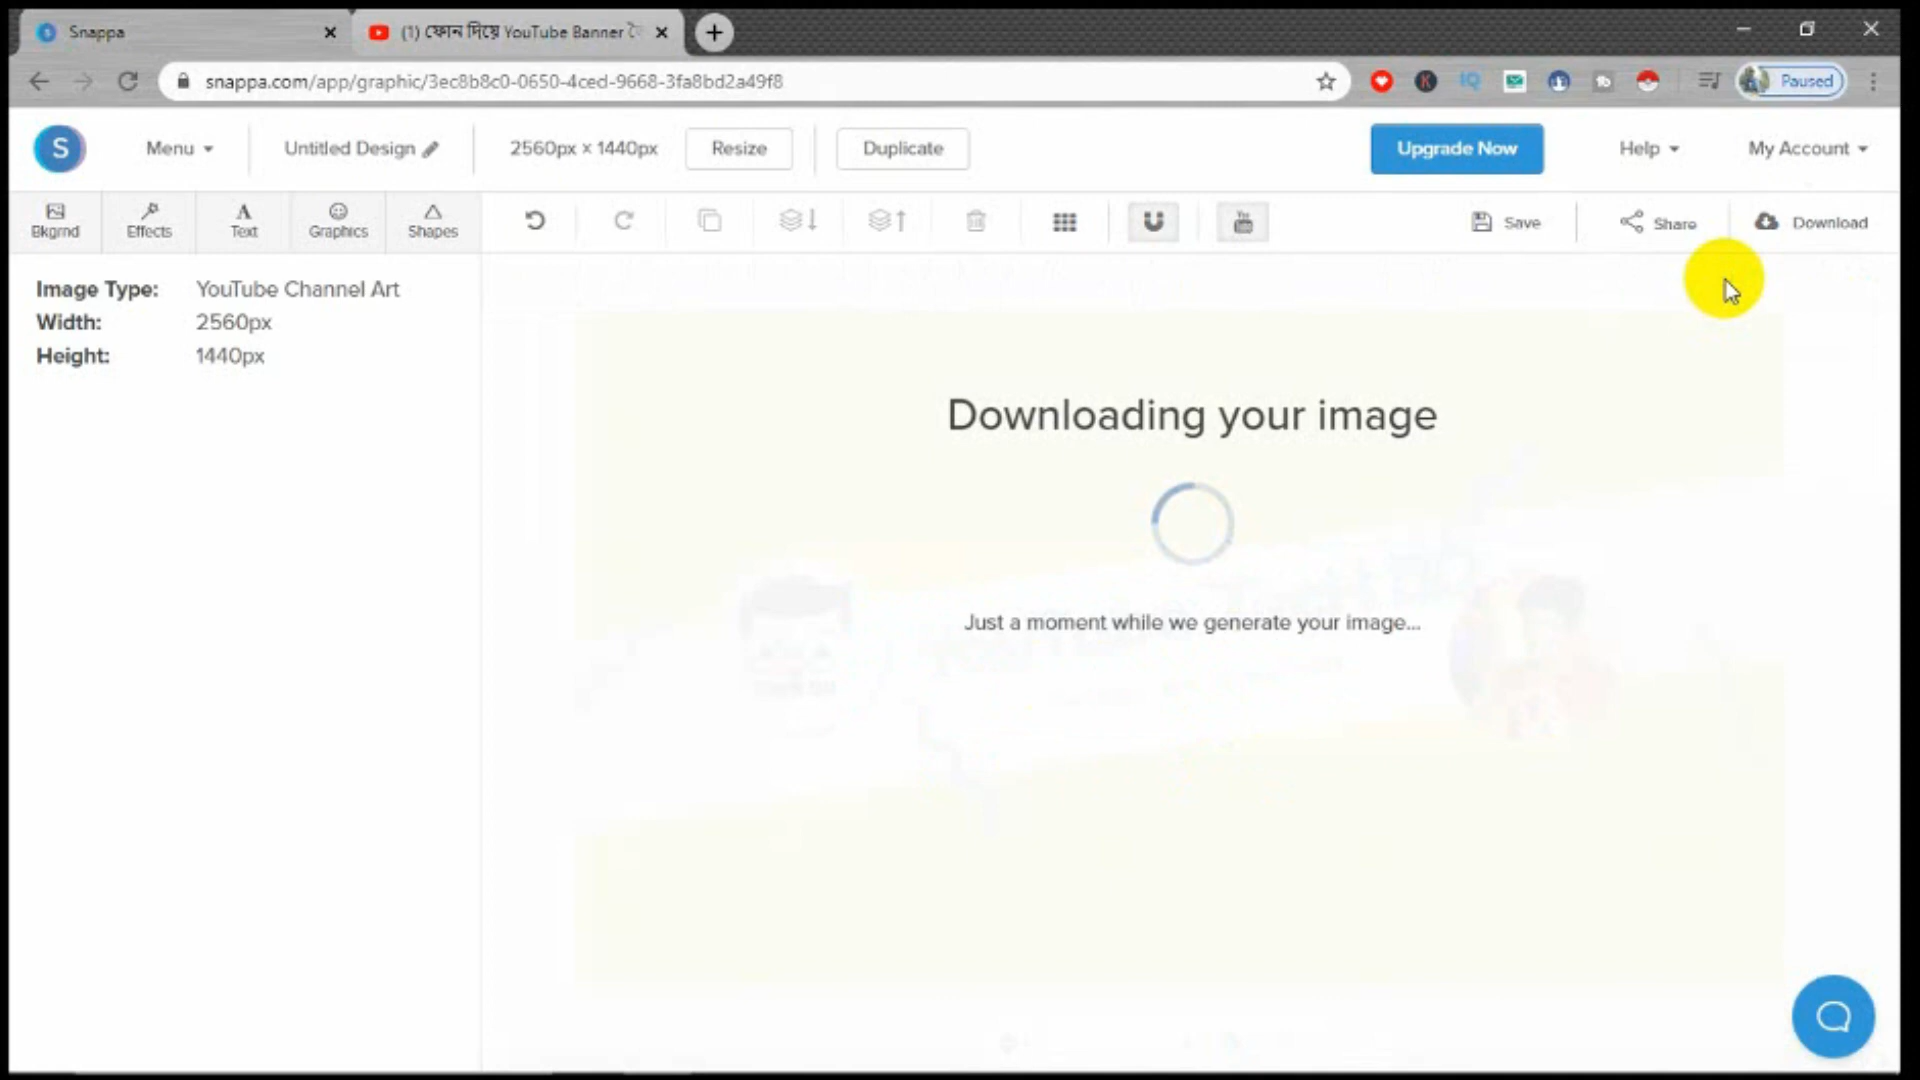 Snappa
(1) ফোন দিয়ে YouTube Banner তৈ
snappa.com/app/graphic/3ec8b8c0-0650-4ced-9668-3fa8bd2a49f8
Paused
S
Menu
Untitled Design
2560px × 1440px
Resize
Duplicate
Upgrade Now
Help
My Account
Bkgrnd
Effects
Text
Graphics
Shapes
Save
Share
Download
Image Type: YouTube Channel Art
Width: 2560px
Height: 1440px
Downloading your image
Just a moment while we generate your image...